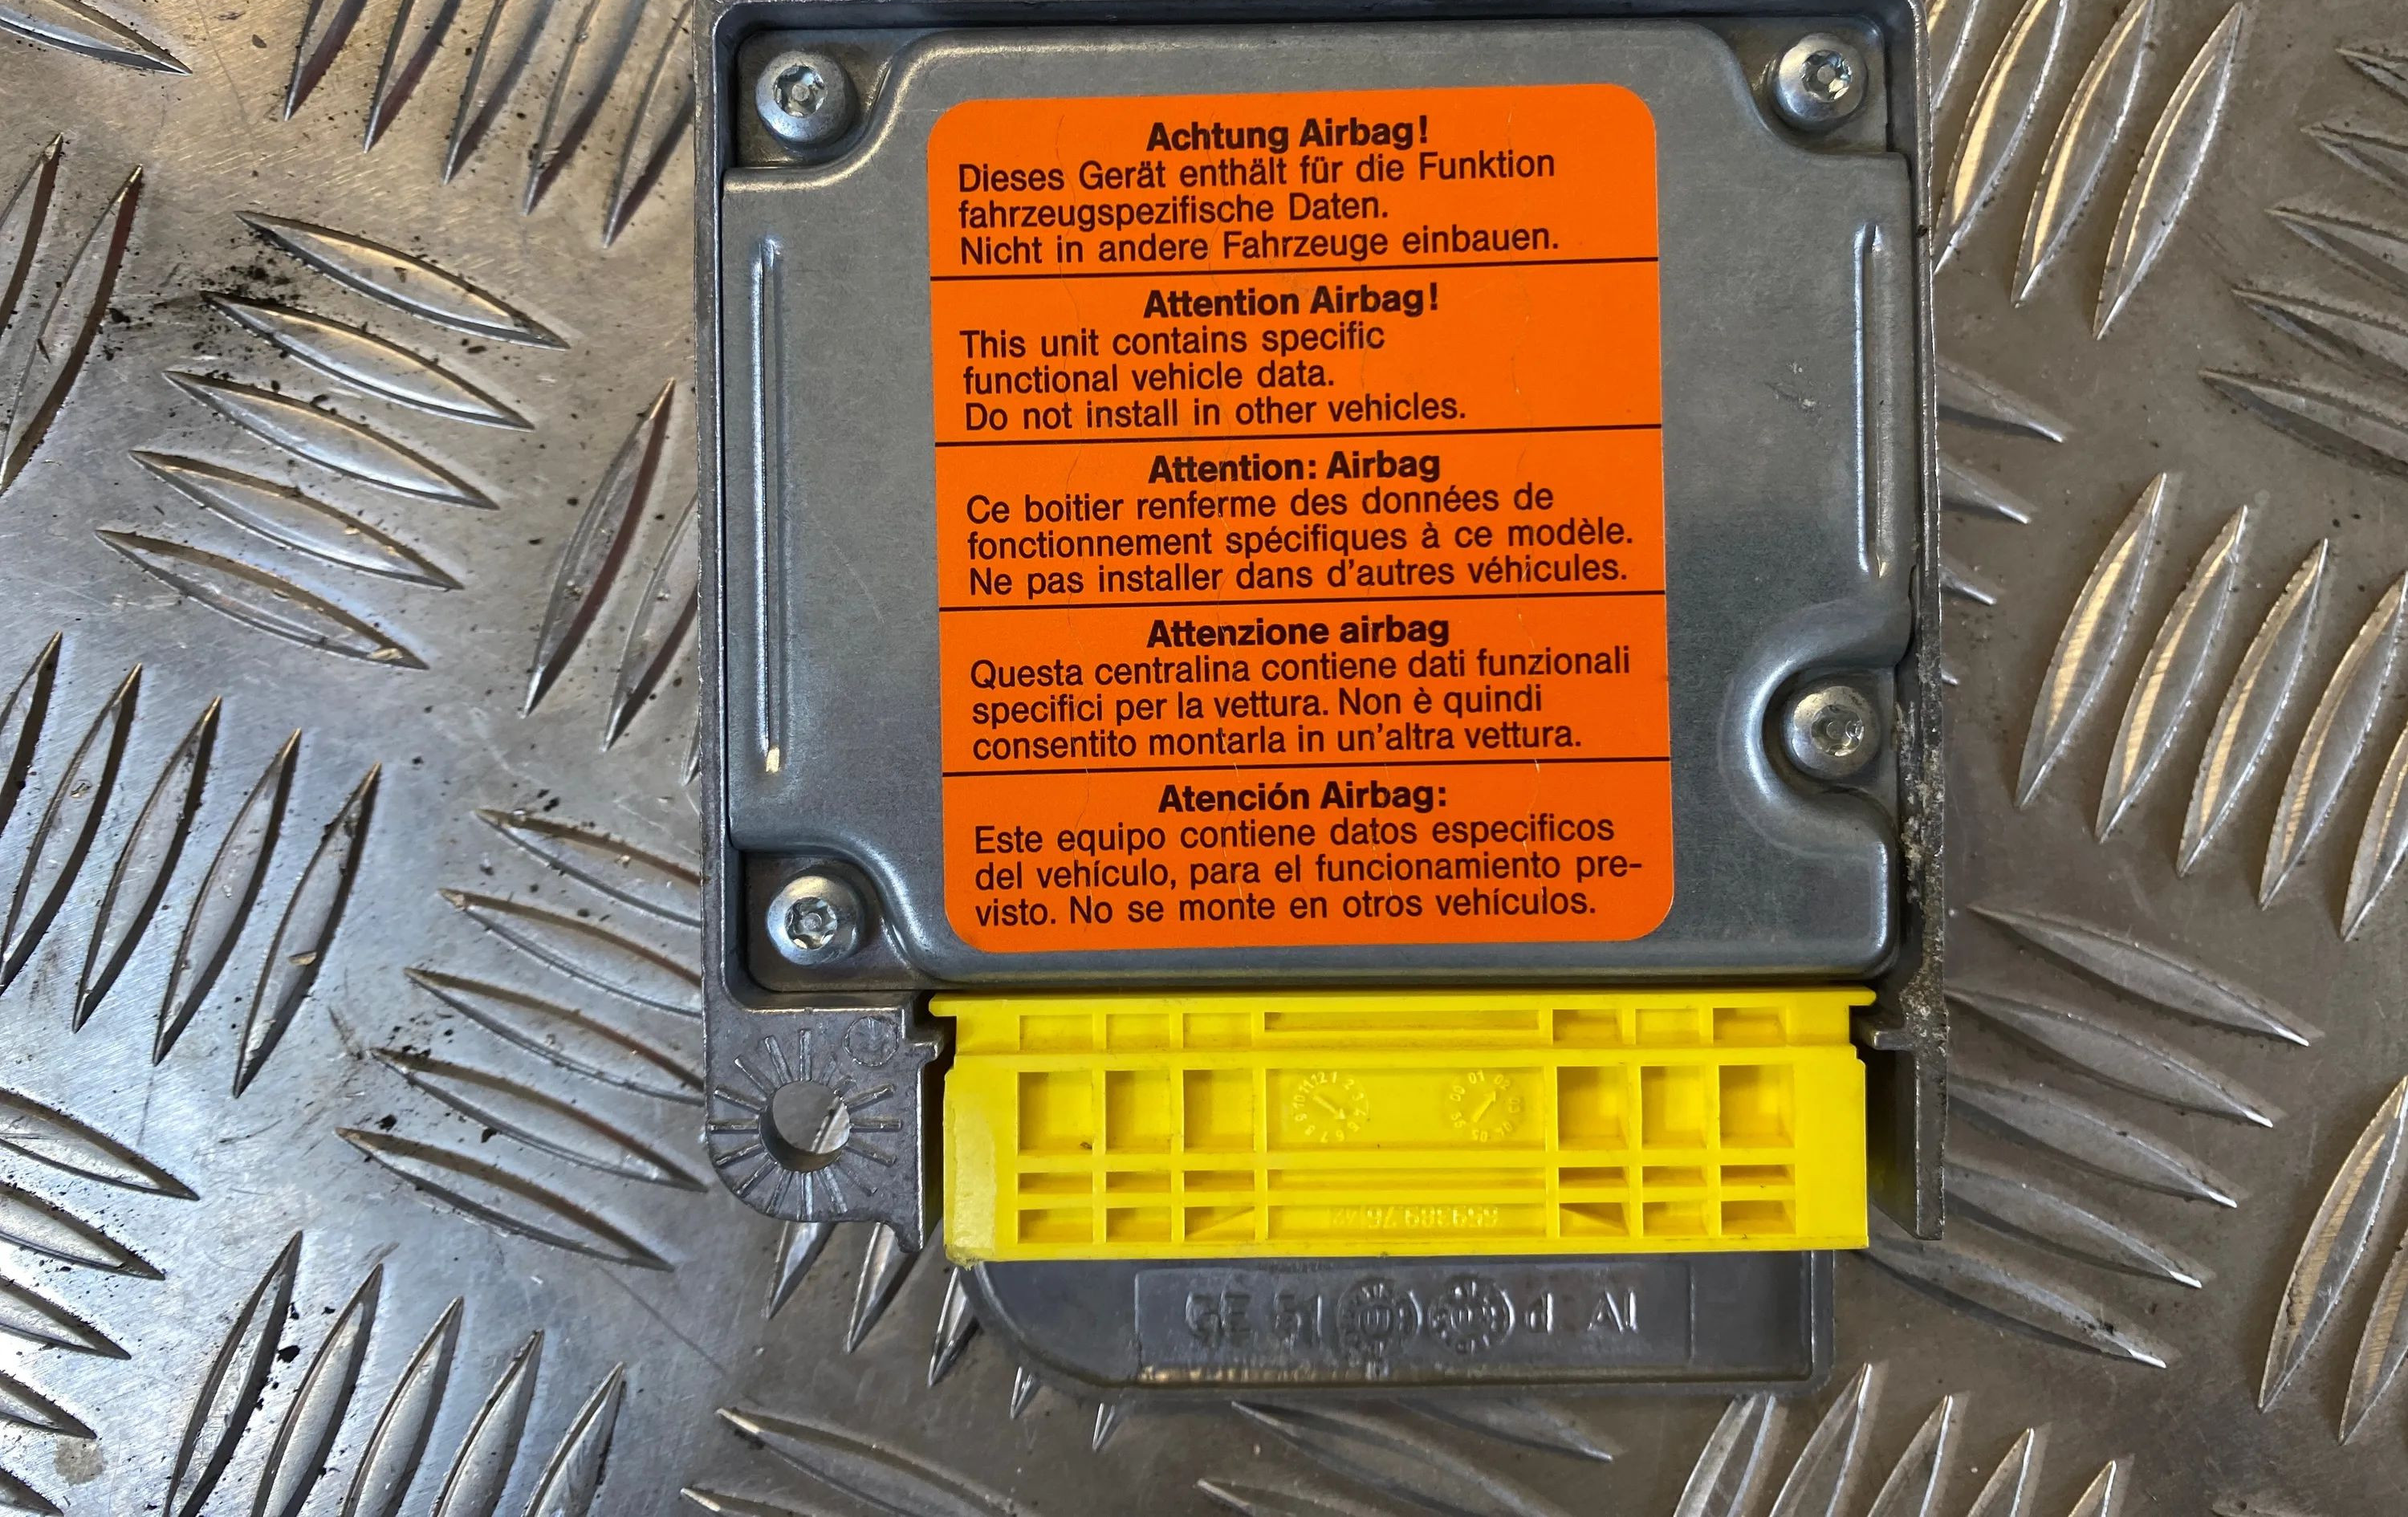 Achtung Airbag!
Dieses Gerät enthält für die Funktion
fahrzeugspezifische Daten.
Nicht in andere Fahrzeuge einbauen.
Attention Airbag!
This unit contains specific
functional vehicle data.
Do not install in other vehicles.
Attention: Airbag
Ce boitier renferme des données de
fonctionnement spécifiques à ce modèle.
Ne pas installer dans d'autres véhicules.
Attenzione airbag
Questa centralina contiene dati funzionali
specifici per la vettura. Non è quindi
consentito montarla in un'altra vettura.
Atención Airbag:
Este equipo contiene datos especificos
del vehículo, para el funcionamiento pre-
visto. No se monte en otros vehículos.